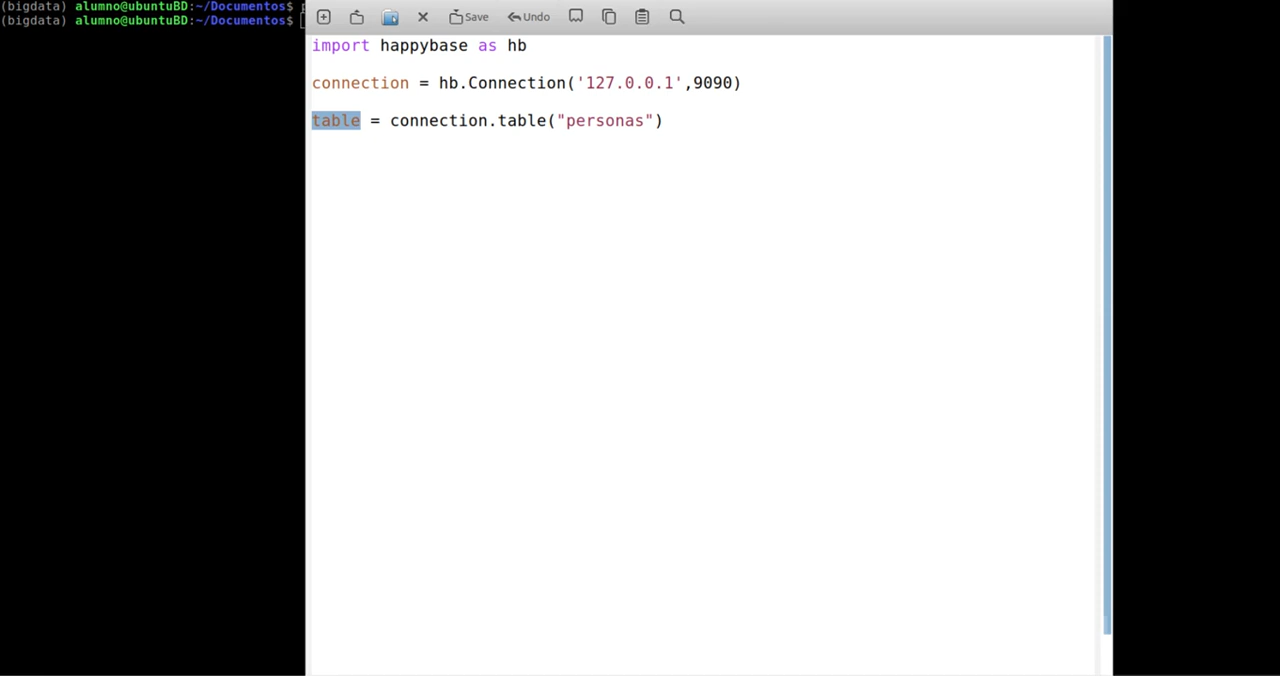 (bigdata) alumno@ubuntuBD:~/Documentos$
(bigdata) alumno@ubuntuBD:~/Documentos$
Save Undo
import happybase as hb
connection = hb.Connection('127.0.0.1',9090)
table = connection.table("personas")